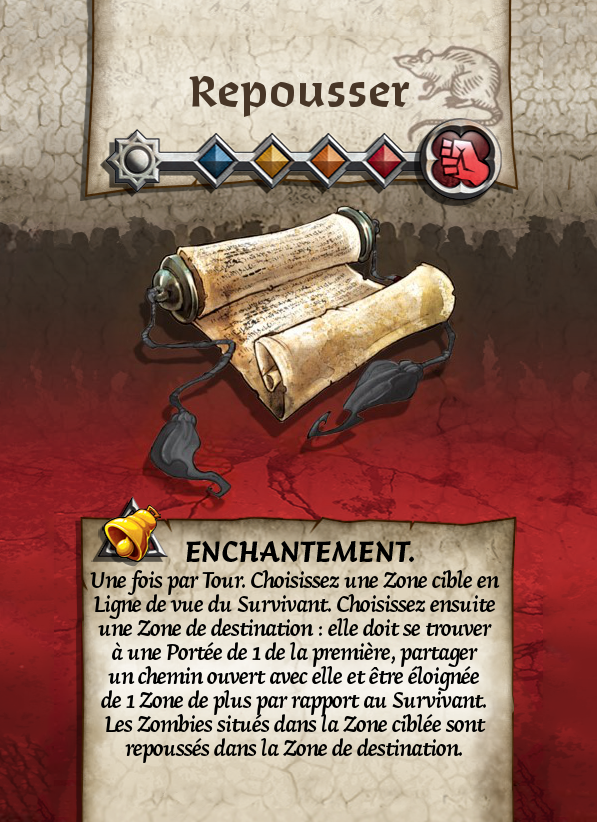 Repousser
ENCHANTEMENT.
Une fois par Tour. Choisissez une Zone cible en
Ligne de vue du Survivant. Choisissez ensuite
une Zone de destination : elle doit se trouver
à une Portée de 1 de la première, partager
un chemin ouvert avec elle et être éloignée
de 1 Zone de plus par rapport au Survivant.
Les Zombies situés dans la Zone ciblée sont
repoussés dans la Zone de destination.